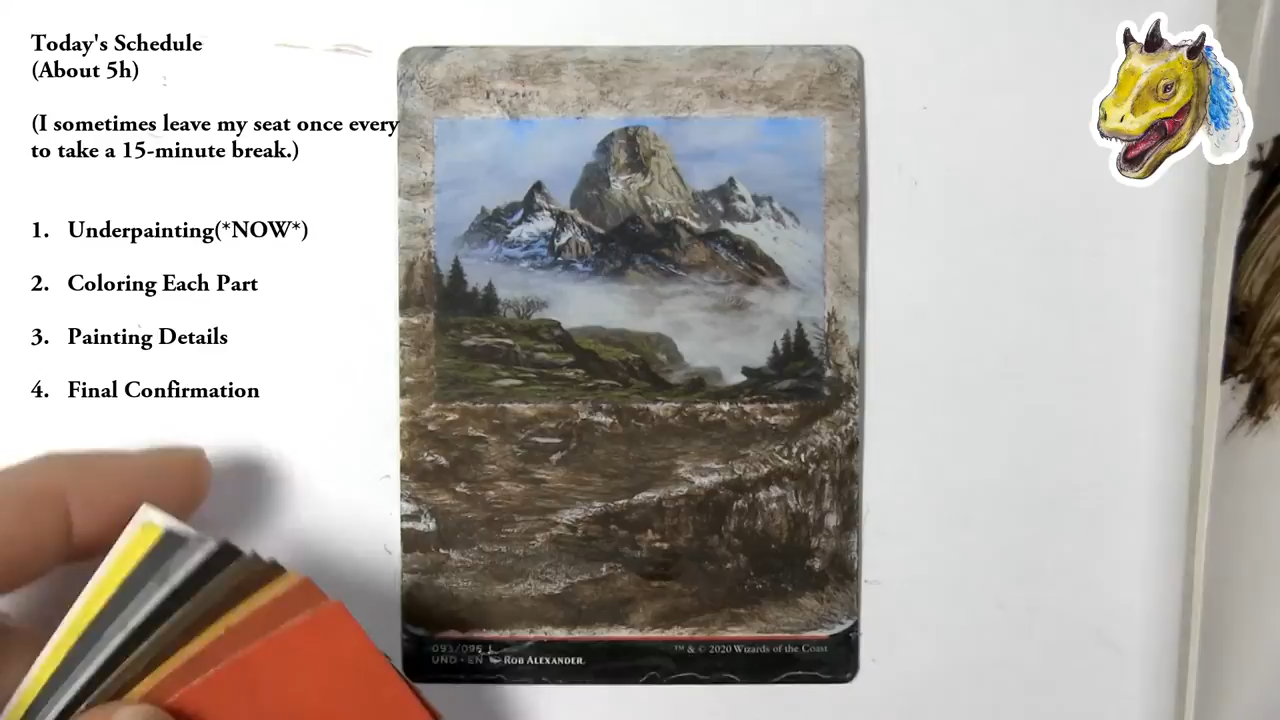 Today's Schedule
(About 5h)
(I sometimes leave my seat once every
to take a 15-minute break.)
1. Underpainting(*NOW*)
2. Coloring Each Part
3. Painting Details
4. Final Confirmation
093/096 L
UND • EN ROB ALEXANDER
™ & © 2020 Wizards of the Coast